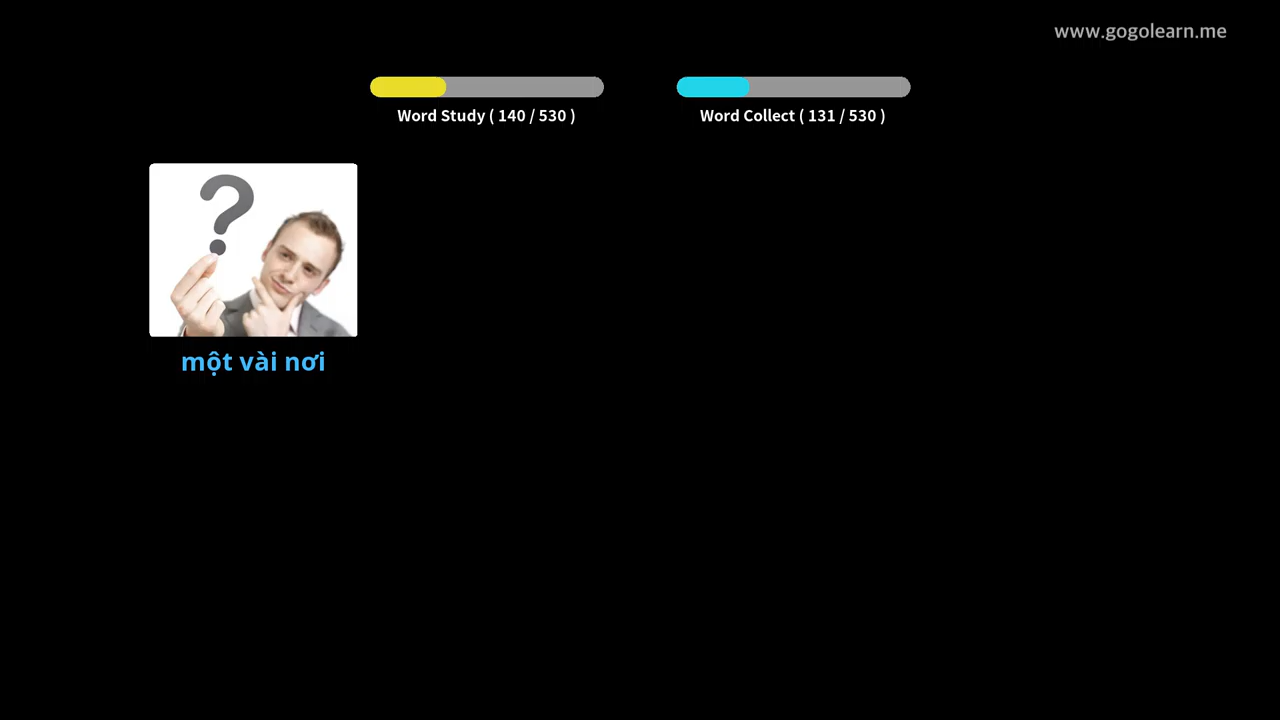 www.gogolearn.me
Word Study ( 140 / 530 )
Word Collect ( 131 / 530 )
?
một vài nơi